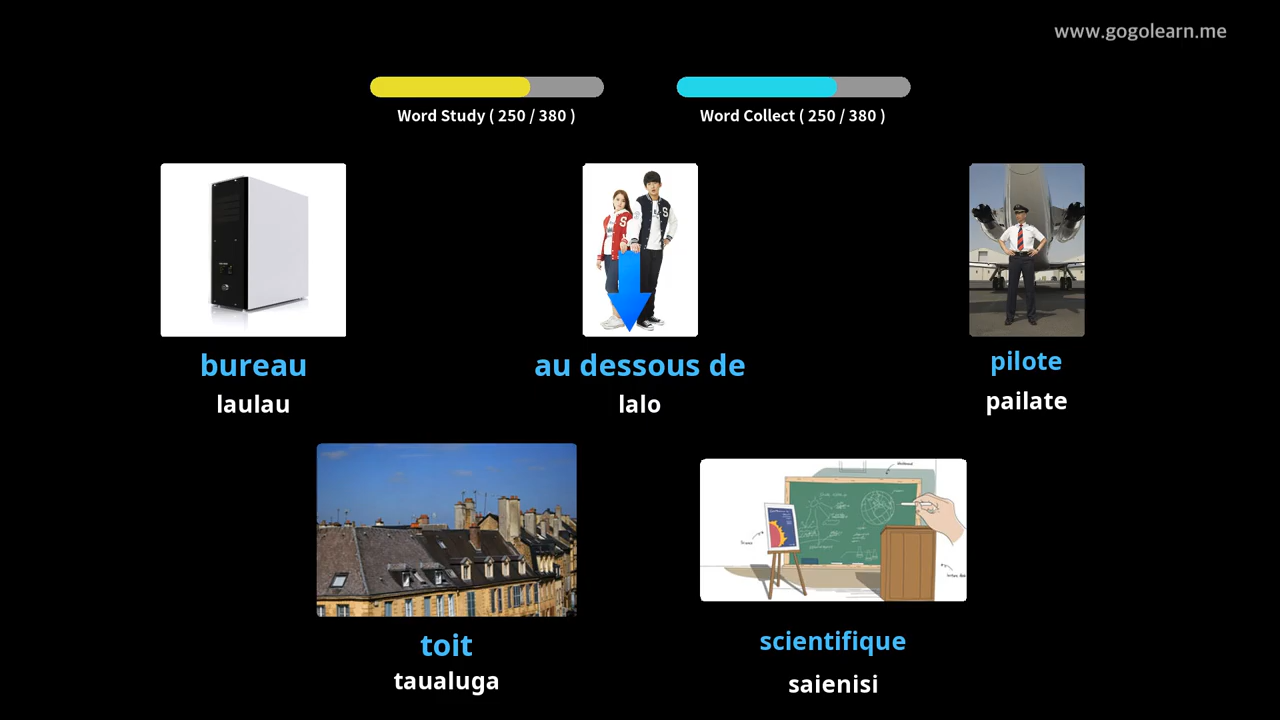 www.gogolearn.me
Word Study ( 250 / 380 )
Word Collect ( 250 / 380 )
bureau
laulau
au dessous de
lalo
pilote
pailate
toit
taualuga
scientifique
saienisi